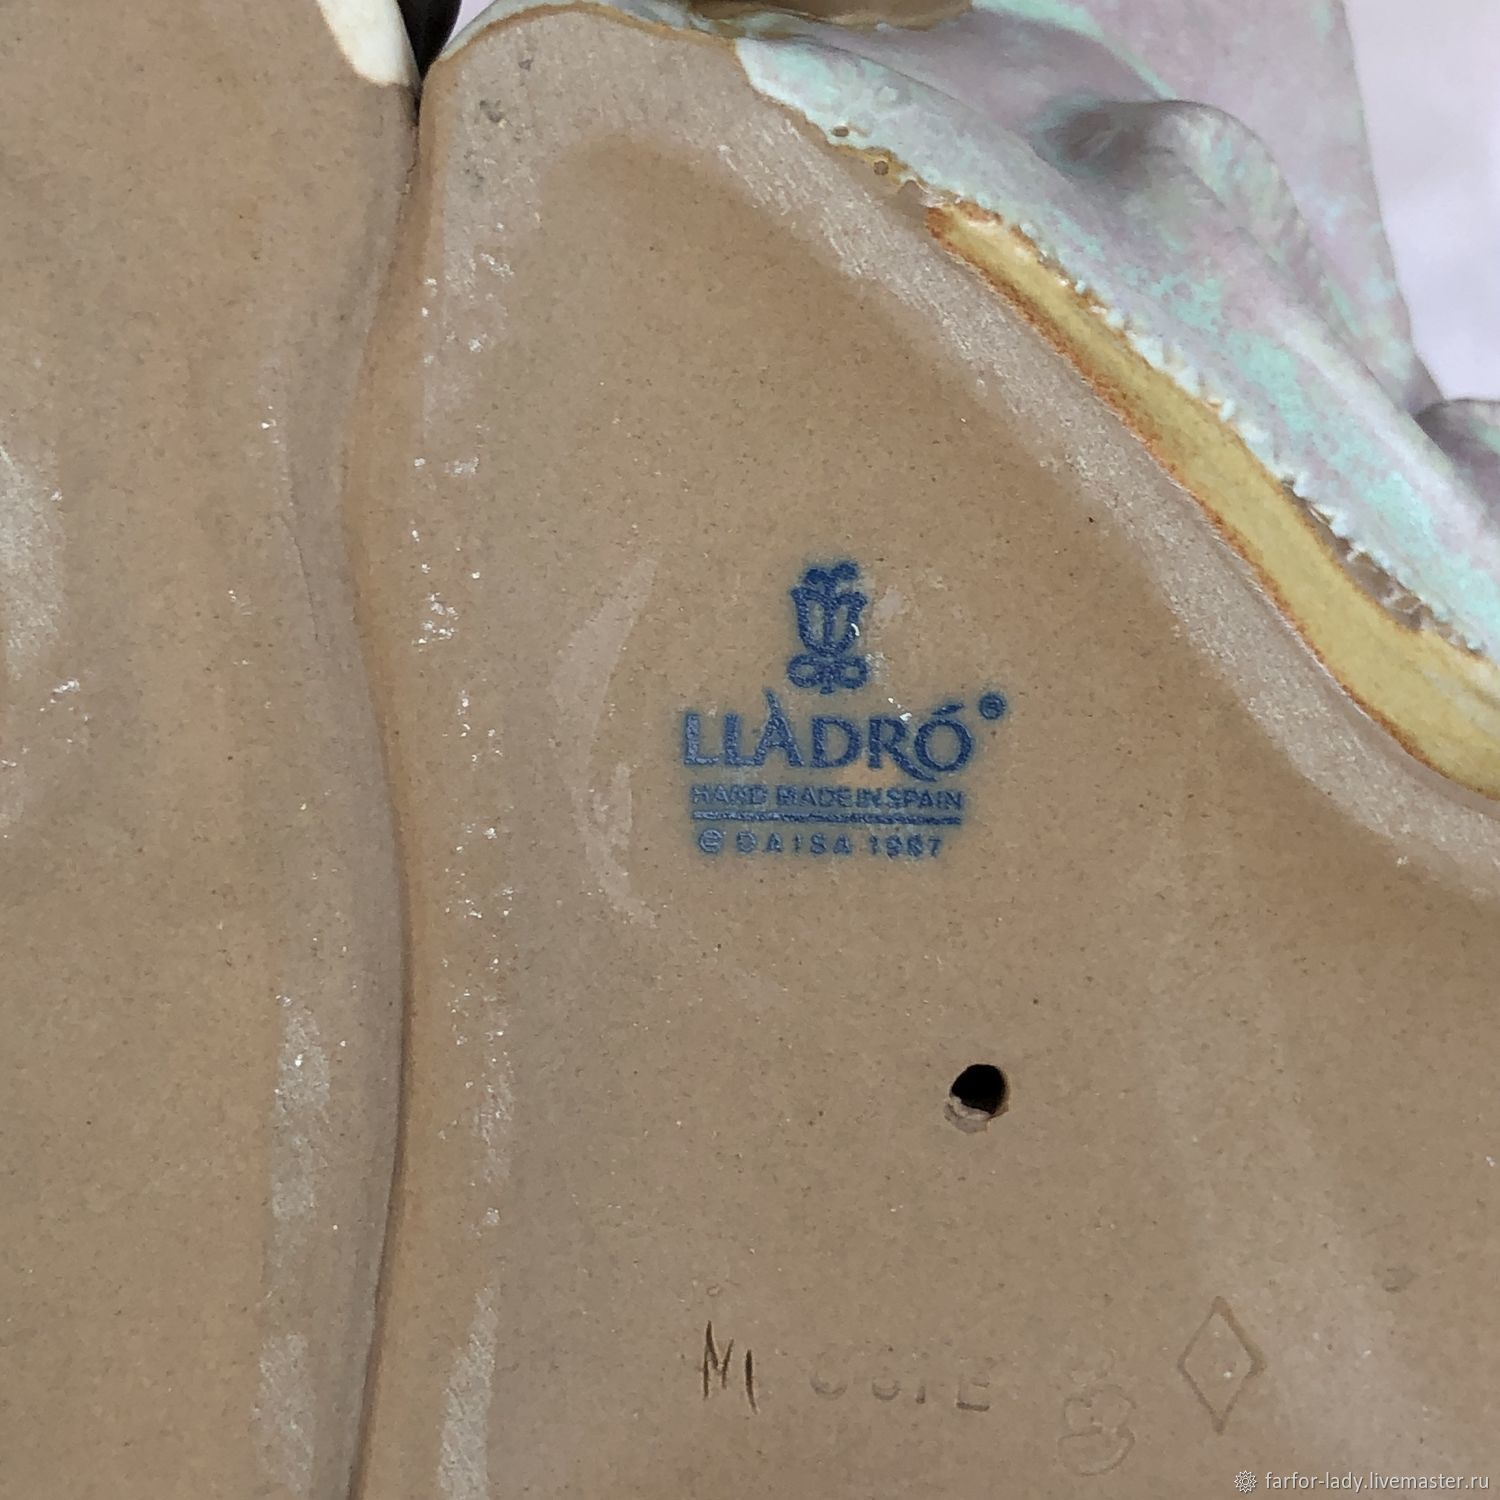 LLADRÓ®
HAND MADE IN SPAIN
© DAISA 1987
farfor-lady.livemaster.ru